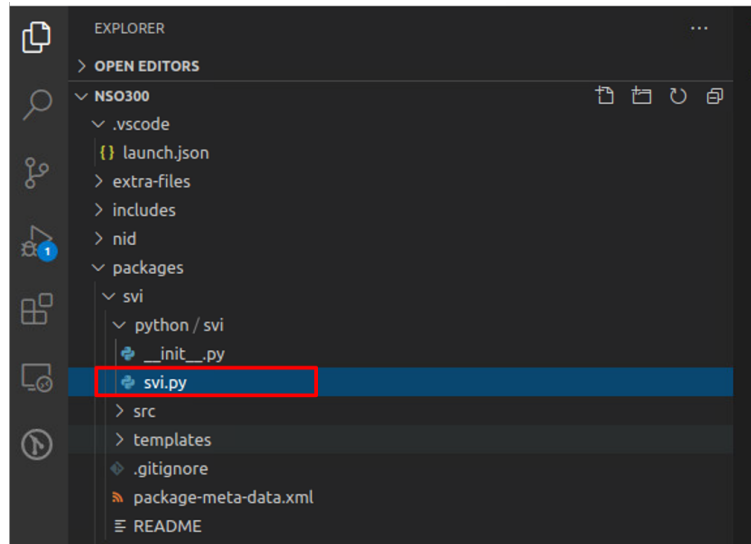 EXPLORER
OPEN EDITORS
NSO300
.vscode
{} launch.json
extra-files
includes
nid
1
packages
svi
python / svi
__init__.py
svi.py
src
templates
.gitignore
package-meta-data.xml
README